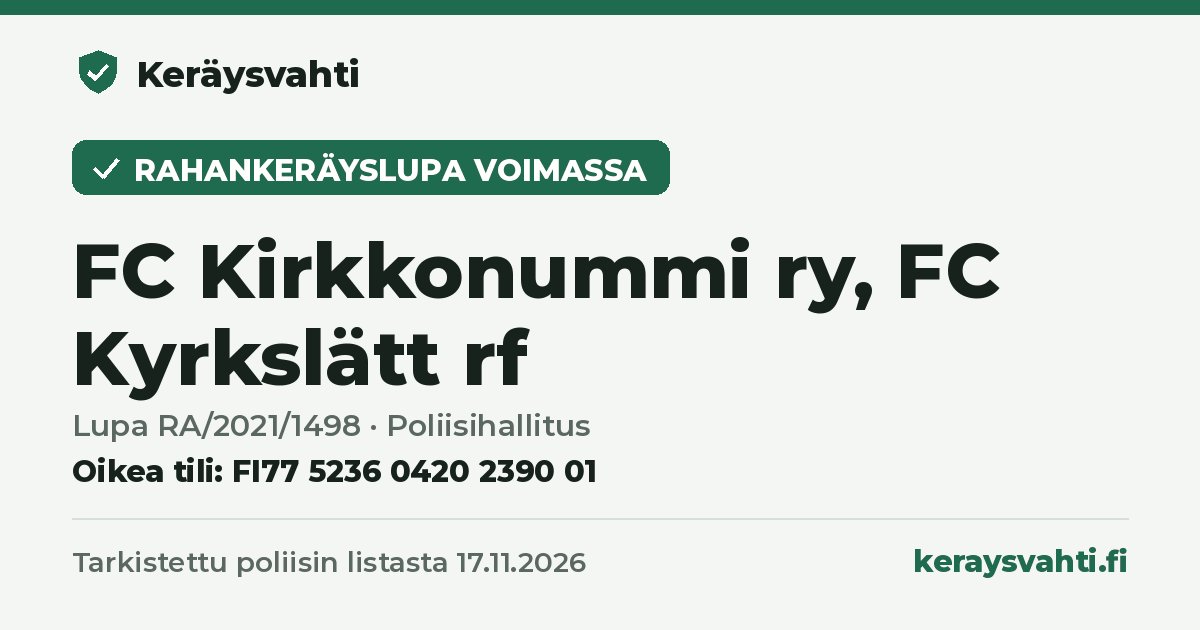 Keräysvahti
RAHANKERÄYSLUPA VOIMASSA
FC Kirkkonummi ry, FC
Kyrkslätt rf
Lupa RA/2021/1498 · Poliisihallitus
Oikea tili: FI77 5236 0420 2390 01
Tarkistettu poliisin listasta 17.11.2026
keraysvahti.fi